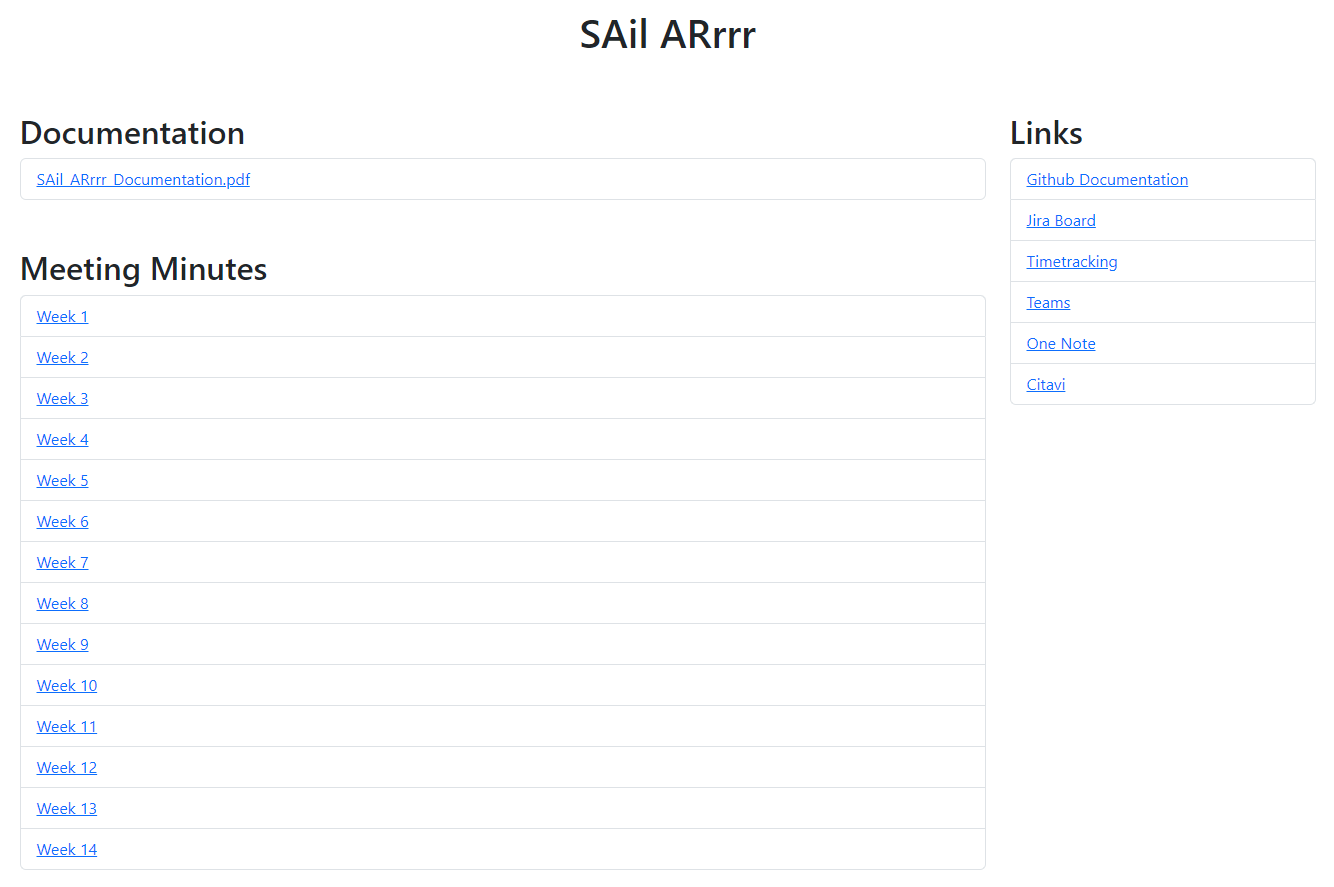 SAil ARrrr
Documentation
SAil_ARrrr_Documentation.pdf
Meeting Minutes
Week 1
Week 2
Week 3
Week 4
Week 5
Week 6
Week 7
Week 8
Week 9
Week 10
Week 11
Week 12
Week 13
Week 14
Links
Github Documentation
Jira Board
Timetracking
Teams
One Note
Citavi